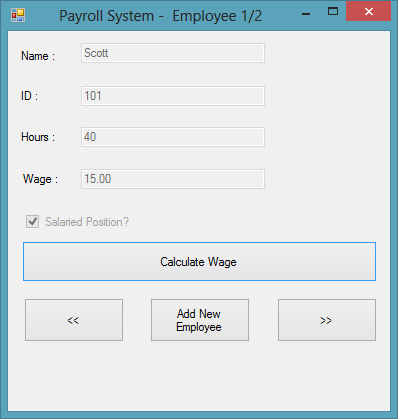 Payroll System -  Employee 1/2
Name : Scott
ID : 101
Hours : 40
Wage : 15.00
Salaried Position?
Calculate Wage
<< Add New >>
Employee